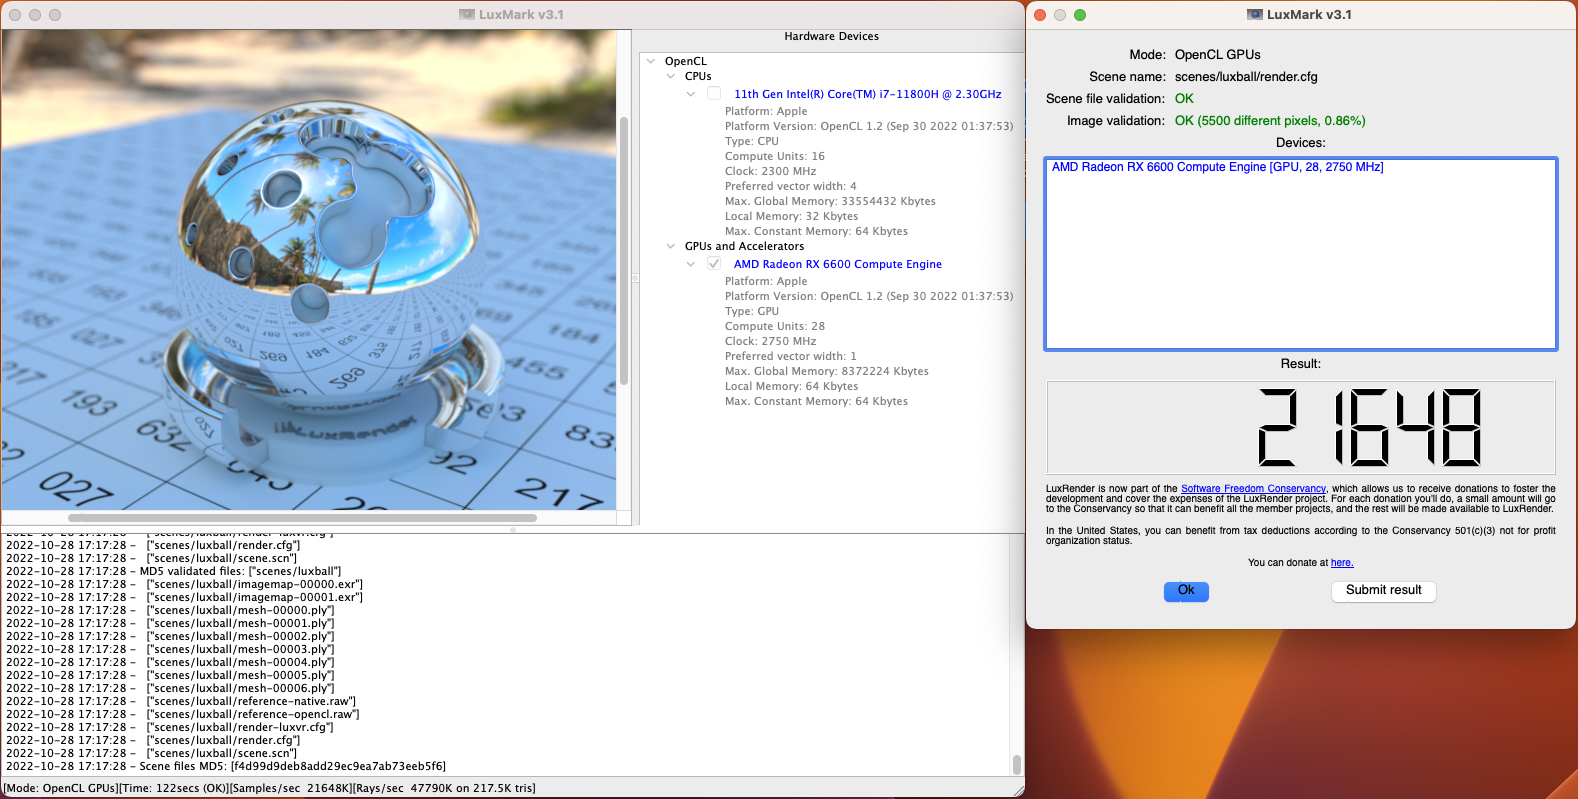 LuxMark v3.1
Hardware Devices
OpenCL
CPUs
11th Gen Intel(R) Core(TM) i7-11800H @ 2.30GHz
Platform: Apple
Platform Version: OpenCL 1.2 (Sep 30 2022 01:37:53)
Type: CPU
Compute Units: 16
Clock: 2300 MHz
Preferred vector width: 4
Max. Global Memory: 33554432 Kbytes
Local Memory: 32 Kbytes
Max. Constant Memory: 64 Kbytes
GPUs and Accelerators
AMD Radeon RX 6600 Compute Engine
Platform: Apple
Platform Version: OpenCL 1.2 (Sep 30 2022 01:37:53)
Type: GPU
Compute Units: 28
Clock: 2750 MHz
Preferred vector width: 1
Max. Global Memory: 8372224 Kbytes
Local Memory: 64 Kbytes
Max. Constant Memory: 64 Kbytes
184
193
027
217
92
LuxRender
2022-10-28 17:17:28 - ["scenes/luxball/render-luxvr.cfg"]
2022-10-28 17:17:28 - ["scenes/luxball/render.cfg"]
2022-10-28 17:17:28 - ["scenes/luxball/scene.scn"]
2022-10-28 17:17:28 - MD5 validated files: ["scenes/luxball"]
2022-10-28 17:17:28 - ["scenes/luxball/imagemap-00000.exr"]
2022-10-28 17:17:28 - ["scenes/luxball/imagemap-00001.exr"]
2022-10-28 17:17:28 - ["scenes/luxball/mesh-00000.ply"]
2022-10-28 17:17:28 - ["scenes/luxball/mesh-00001.ply"]
2022-10-28 17:17:28 - ["scenes/luxball/mesh-00002.ply"]
2022-10-28 17:17:28 - ["scenes/luxball/mesh-00003.ply"]
2022-10-28 17:17:28 - ["scenes/luxball/mesh-00004.ply"]
2022-10-28 17:17:28 - ["scenes/luxball/mesh-00005.ply"]
2022-10-28 17:17:28 - ["scenes/luxball/mesh-00006.ply"]
2022-10-28 17:17:28 - ["scenes/luxball/reference-native.raw"]
2022-10-28 17:17:28 - ["scenes/luxball/reference-opencl.raw"]
2022-10-28 17:17:28 - ["scenes/luxball/render-luxvr.cfg"]
2022-10-28 17:17:28 - ["scenes/luxball/render.cfg"]
2022-10-28 17:17:28 - ["scenes/luxball/scene.scn"]
2022-10-28 17:17:28 - Scene files MD5: [f4d99d9deb8add29ec9ea7ab73eeb5f6]
[Mode: OpenCL GPUs][Time: 122secs (OK)][Samples/sec 21648K][Rays/sec 47790K on 217.5K tris]
LuxMark v3.1
Mode: OpenCL GPUs
Scene name: scenes/luxball/render.cfg
Scene file validation: OK
Image validation: OK (5500 different pixels, 0.86%)
Devices:
AMD Radeon RX 6600 Compute Engine [GPU, 28, 2750 MHz]
Result:
21648
LuxRender is now part of the Software Freedom Conservancy, which allows us to receive donations to foster the
development and cover the expenses of the LuxRender project. For each donation you'll do, a small amount will go
to the Conservancy so that it can benefit all the member projects, and the rest will be made available to LuxRender.
In the United States, you can benefit from tax deductions according to the Conservancy 501(c)(3) not for profit
organization status.
You can donate at here.
Ok
Submit result